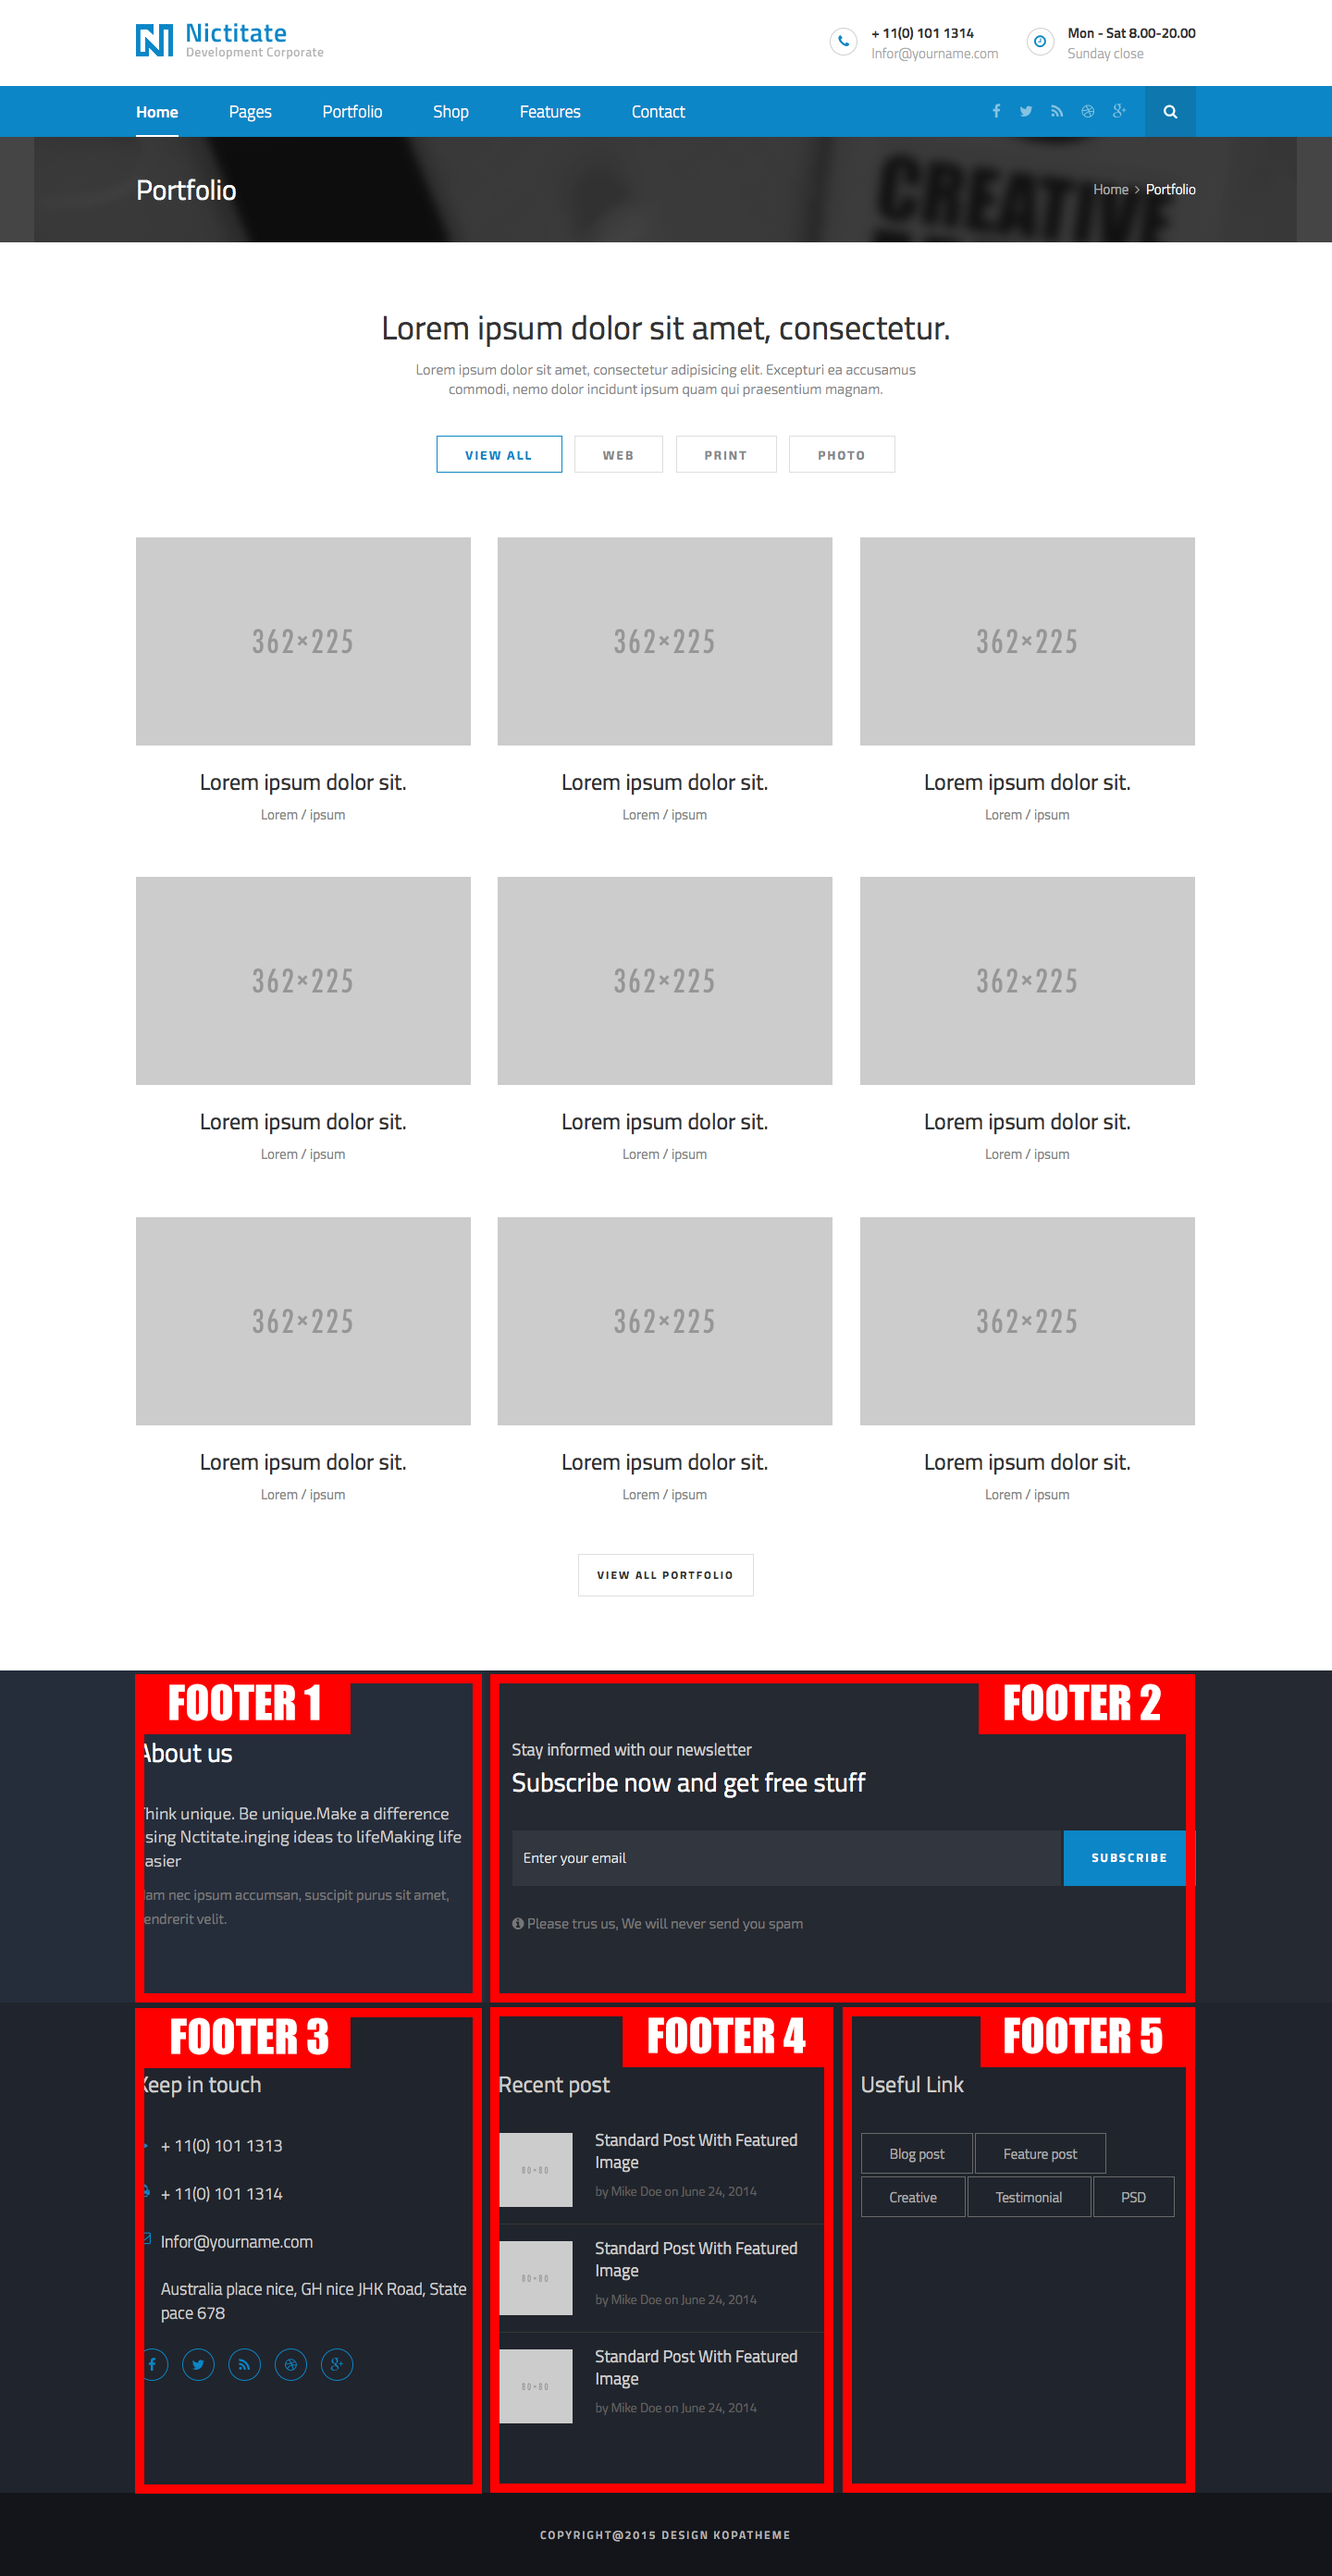 Nictitate
Development Corporate
+ 11(0) 101 1314
Infor@yourname.com
Mon - Sat 8.00-20.00
Sunday close
Home Pages Portfolio Shop Features Contact
Portfolio
Home > Portfolio
CREATIVE
Lorem ipsum dolor sit amet, consectetur.
Lorem ipsum dolor sit amet, consectetur adipisicing elit. Excepturi ea accusamus
commodi, nemo dolor incidunt ipsum quam qui praesentium magnam.
VIEW ALL WEB PRINT PHOTO
362×225 362×225 362×225
Lorem ipsum dolor sit. Lorem ipsum dolor sit. Lorem ipsum dolor sit.
Lorem / ipsum Lorem / ipsum Lorem / ipsum
362×225 362×225 362×225
Lorem ipsum dolor sit. Lorem ipsum dolor sit. Lorem ipsum dolor sit.
Lorem / ipsum Lorem / ipsum Lorem / ipsum
362×225 362×225 362×225
Lorem ipsum dolor sit. Lorem ipsum dolor sit. Lorem ipsum dolor sit.
Lorem / ipsum Lorem / ipsum Lorem / ipsum
VIEW ALL PORTFOLIO
FOOTER 1
About us
Think unique. Be unique.Make a difference
using Nctitate.inging ideas to lifeMaking life
easier
Nam nec ipsum accumsan, suscipit purus sit amet,
hendrerit velit.
FOOTER 2
Stay informed with our newsletter
Subscribe now and get free stuff
Enter your email
SUBSCRIBE
Please trus us, We will never send you spam
FOOTER 3
Keep in touch
+ 11(0) 101 1313
+ 11(0) 101 1314
Infor@yourname.com
Australia place nice, GH nice JHK Road, State
pace 678
FOOTER 4
Recent post
80×80
Standard Post With Featured
Image
by Mike Doe on June 24, 2014
80×80
Standard Post With Featured
Image
by Mike Doe on June 24, 2014
80×80
Standard Post With Featured
Image
by Mike Doe on June 24, 2014
FOOTER 5
Useful Link
Blog post Feature post
Creative Testimonial PSD
COPYRIGHT@2015 DESIGN KOPATHEME